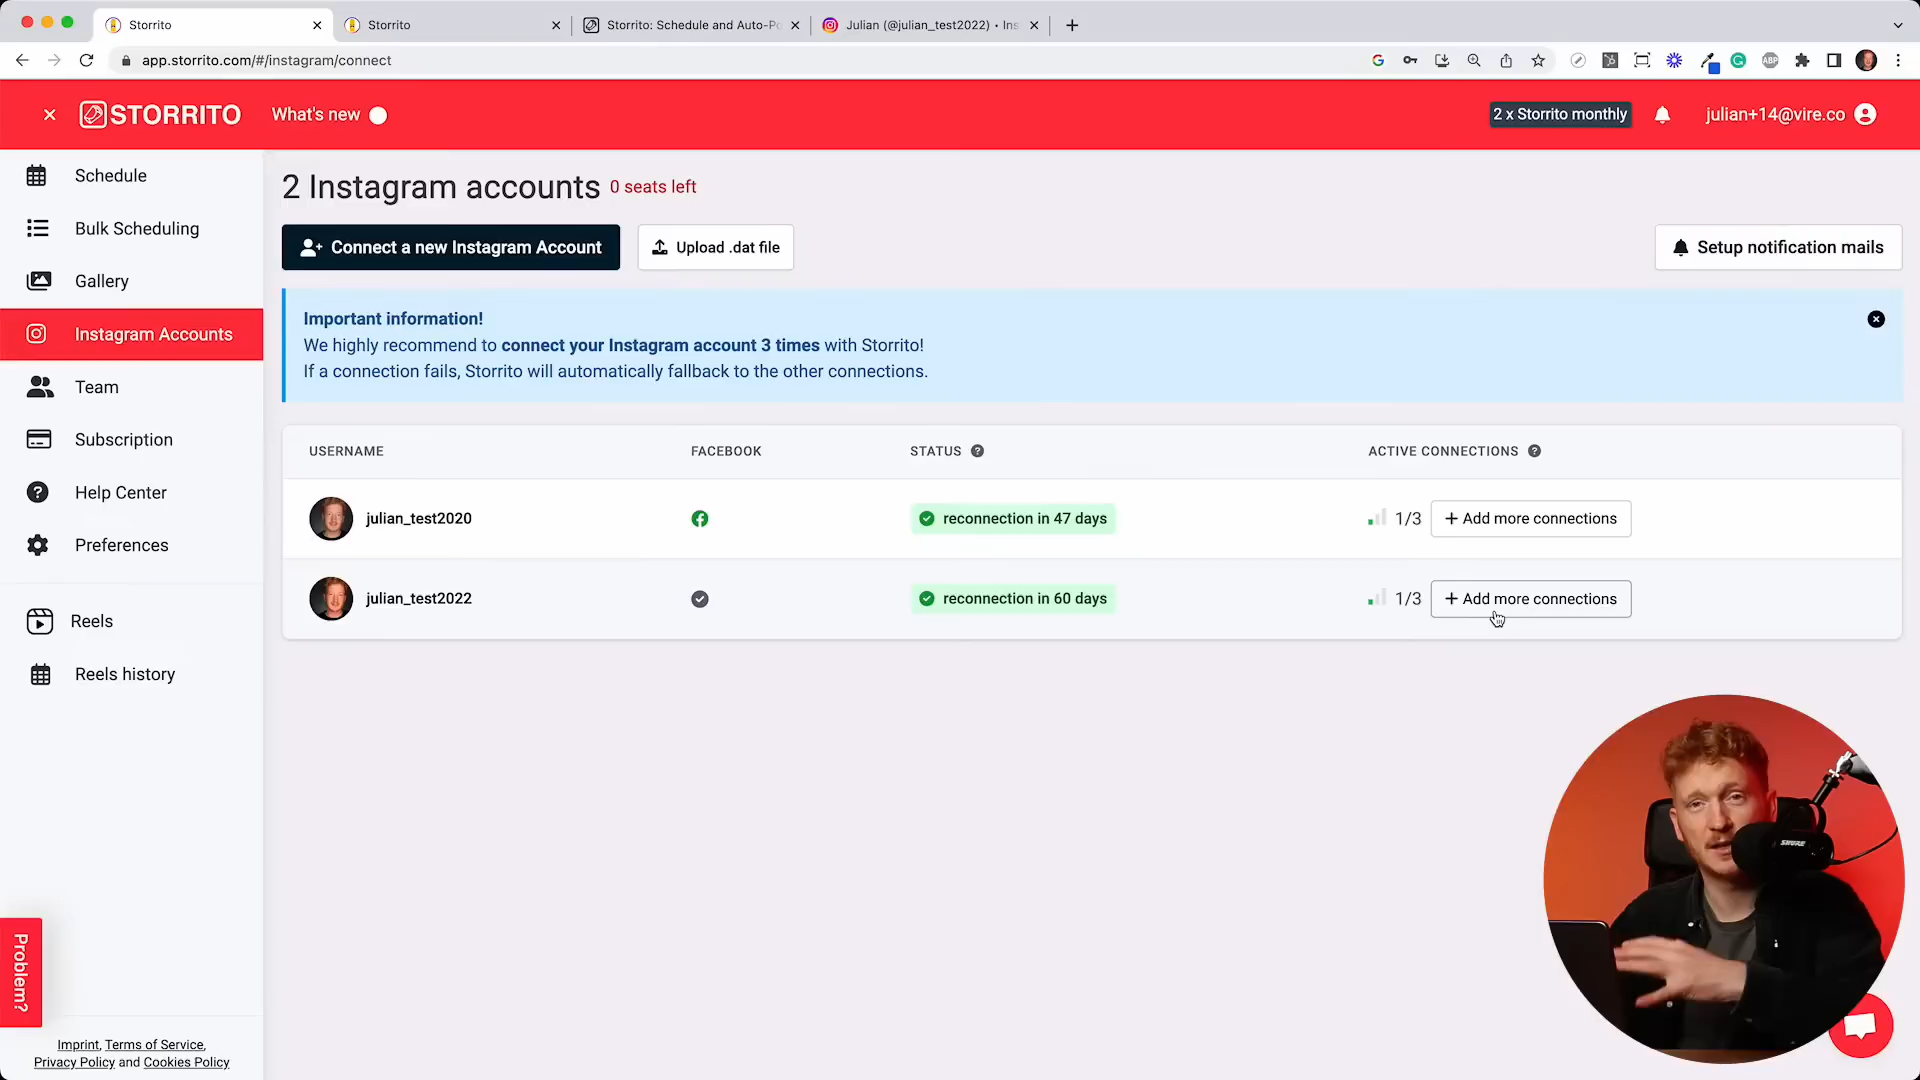 Storrito
Storrito
Storrito: Schedule and Auto-Po
Julian (@julian_test2022) • Ins
app.storrito.com/#/instagram/connect
ABP
STORRITO
What's new
2 x Storrito monthly
julian+14@vire.co
Schedule
Bulk Scheduling
Gallery
Instagram Accounts
Team
Subscription
Help Center
Preferences
Reels
Reels history
Problem?
Imprint, Terms of Service,
Privacy Policy and Cookies Policy
2 Instagram accounts 0 seats left
Connect a new Instagram Account
Upload .dat file
Setup notification mails
Important information!
We highly recommend to connect your Instagram account 3 times with Storrito!
If a connection fails, Storrito will automatically fallback to the other connections.
USERNAME FACEBOOK STATUS ? ACTIVE CONNECTIONS ?
julian_test2020 reconnection in 47 days 1/3 + Add more connections
julian_test2022 reconnection in 60 days 1/3 + Add more connections
SHURE